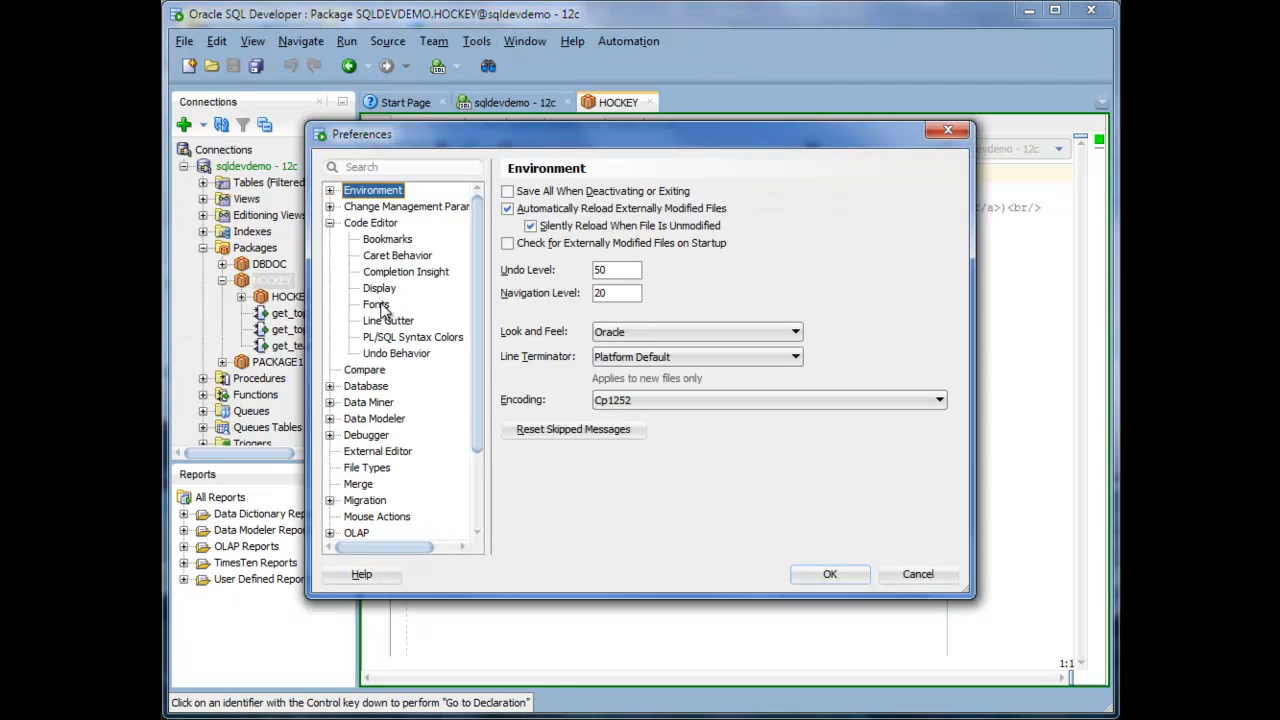 Oracle SQL Developer : Package SQLDEVDEMO.HOCKEY@sqldevdemo - 12c
File Edit View Navigate Run Source Team Tools Window Help Automation
Connections
Start Page
sqldevdemo - 12c
HOCKEY
Connections
sqldevdemo - 12c
Tables (Filtered
Views
Editioning Views
Indexes
Packages
DBDOC
HOCKEY
HOCKE
get_to
get_to
get_te
PACKAGE1
Procedures
Functions
Queues
Queues Tables
Triggers
Reports
All Reports
Data Dictionary Rep
Data Modeler Report
OLAP Reports
TimesTen Reports
User Defined Repor
Preferences
Search
Environment
Change Management Param
Code Editor
Bookmarks
Caret Behavior
Completion Insight
Display
Fonts
Line Gutter
PL/SQL Syntax Colors
Undo Behavior
Compare
Database
Data Miner
Data Modeler
Debugger
External Editor
File Types
Merge
Migration
Mouse Actions
OLAP
Environment
Save All When Deactivating or Exiting
Automatically Reload Externally Modified Files
Silently Reload When File Is Unmodified
Check for Externally Modified Files on Startup
Undo Level: 50
Navigation Level: 20
Look and Feel: Oracle
Line Terminator: Platform Default
Applies to new files only
Encoding: Cp1252
Reset Skipped Messages
Help
OK
Cancel
- 12c
/a>)<br/>
1:1
Click on an identifier with the Control key down to perform "Go to Declaration"